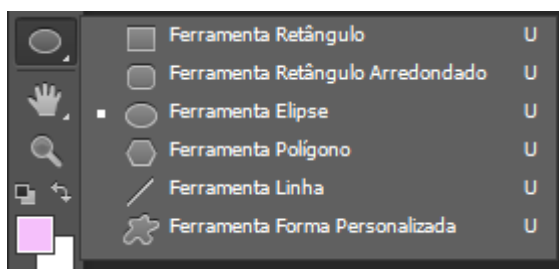 Ferramenta Retângulo U
Ferramenta Retângulo Arredondado U
Ferramenta Elipse U
Ferramenta Polígono U
Ferramenta Linha U
Ferramenta Forma Personalizada U